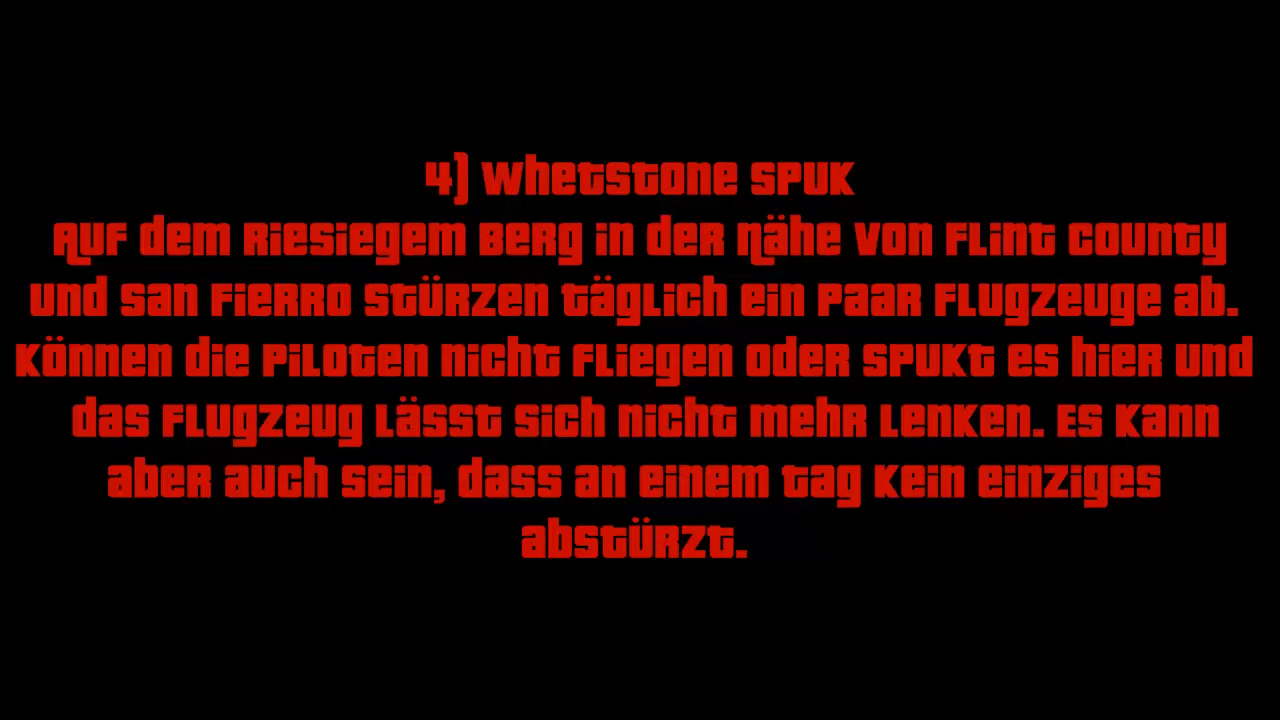 4) Whetstone Spuk
Auf dem riesiegem Berg in der Nähe von Flint County
und San Fierro stürzen täglich ein paar Flugzeuge ab.
Können die Piloten nicht fliegen oder spukt es hier und
das Flugzeug lässt sich nicht mehr lenken. Es kann
aber auch sein, dass an einem Tag kein einziges
abstürzt.